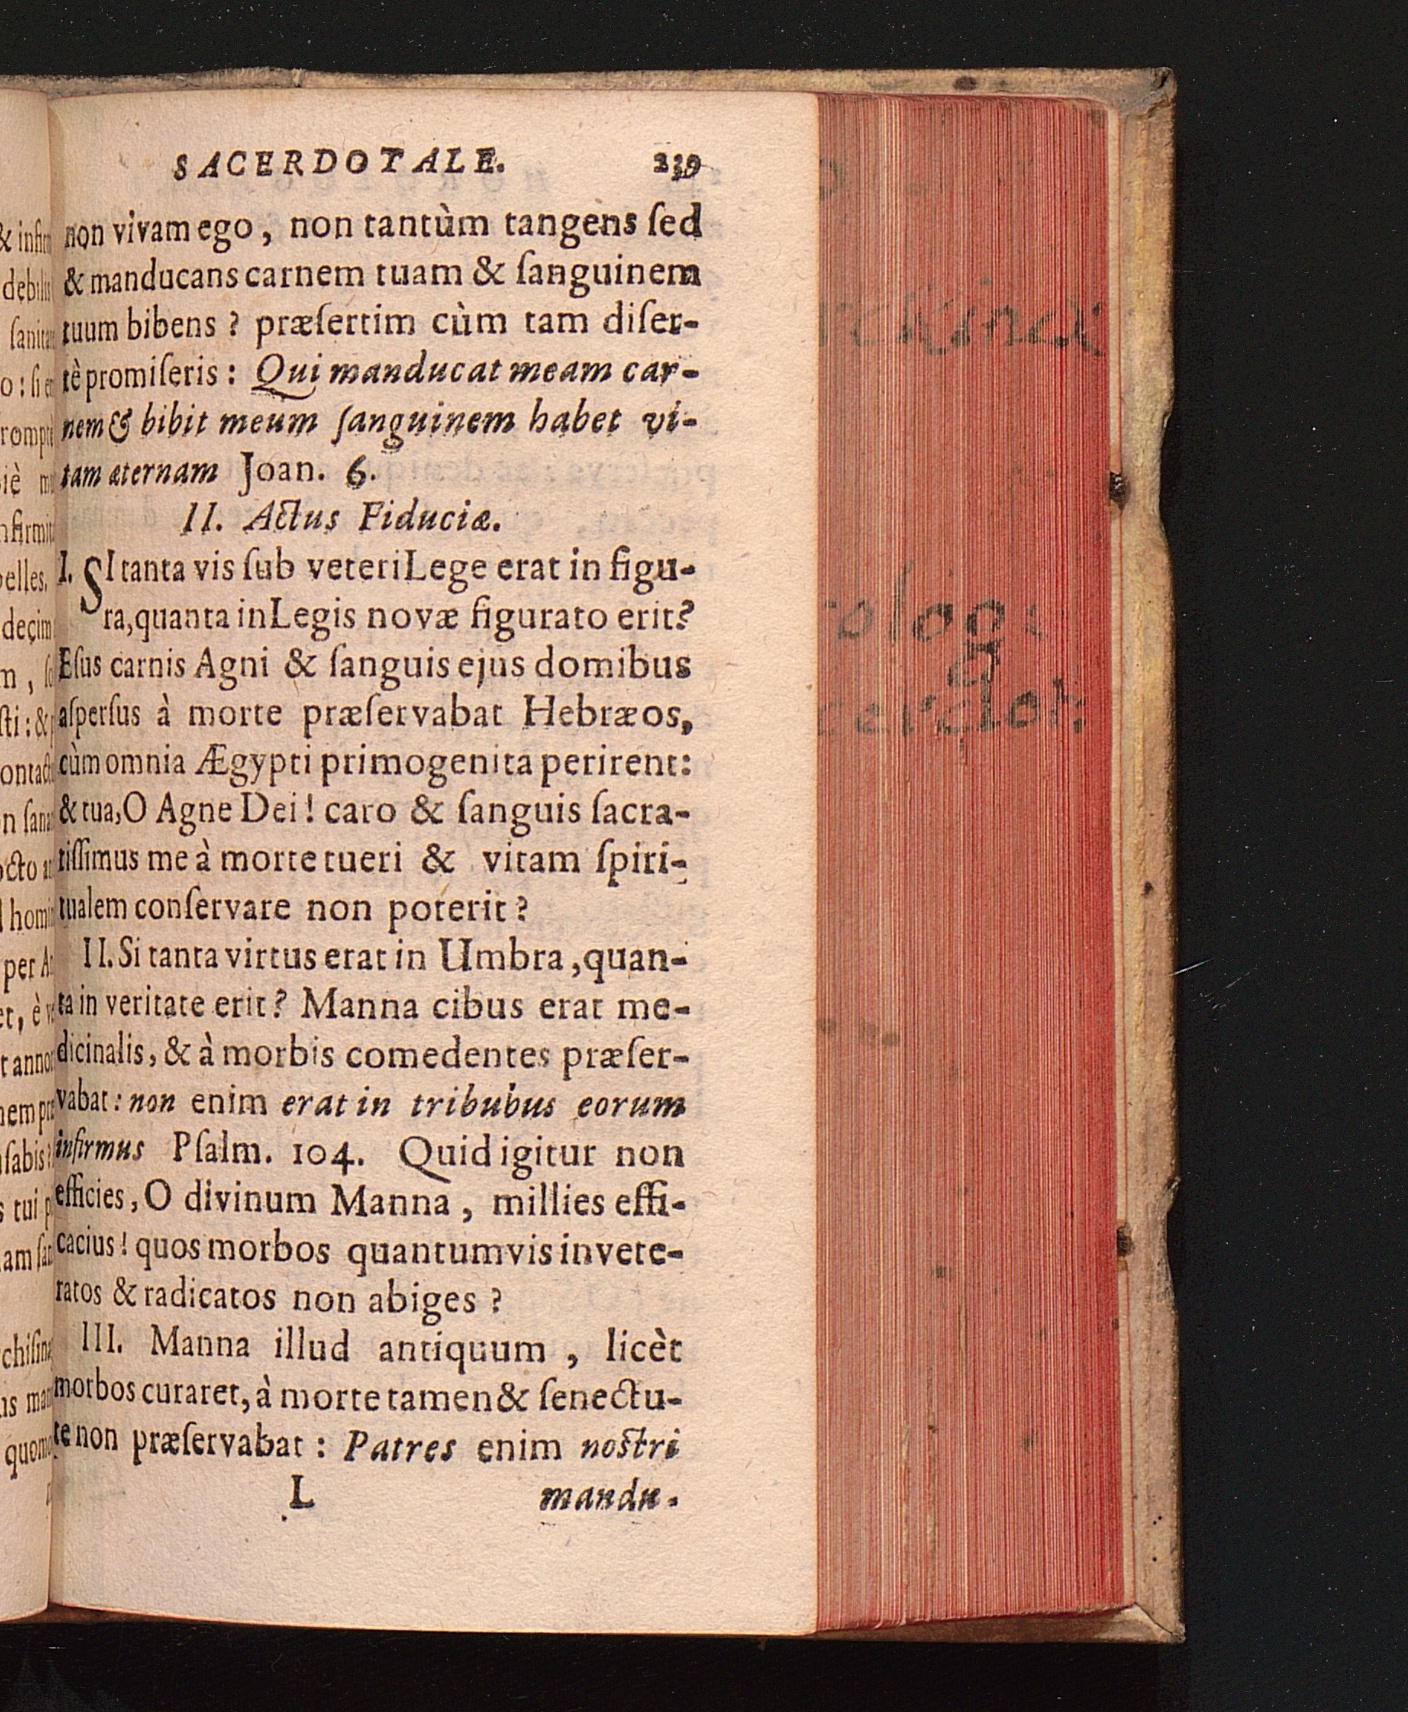 SACERDOTALE. 239
non vivam ego, non tantùm tangens ſed
& manducans carnem tuam & ſanguinem
tuum bibens? præſertim cùm tam diſer-
tè promiſeris: Qui manducat meam car-
nem & bibit meum ſanguinem habet vi-
tam æternam Joan. 6.
II. Actus Fiduciæ.
I. SI tanta vis ſub veteri Lege erat in figu-
ra, quanta in Legis novæ figurato erit?
Eſus carnis Agni & ſanguis ejus domibus
aſperſus à morte præſervabat Hebræos,
cùm omnia Ægypti primogenita perirent:
& tua, O Agne Dei! caro & ſanguis ſacra-
tiſſimus me à morte tueri & vitam ſpiri-
tualem conſervare non poterit?
II. Si tanta virtus erat in Umbra, quan-
ta in veritate erit? Manna cibus erat me-
dicinalis, & à morbis comedentes præſer-
vabat: non enim erat in tribubus eorum
infirmus Pſalm. 104. Quid igitur non
efficies, O divinum Manna, millies effi-
cacius! quos morbos quantumvis invete-
ratos & radicatos non abiges?
III. Manna illud antiquum, licèt
morbos curaret, à morte tamen & ſenectu-
te non præſervabat: Patres enim noſtri
L mandu-